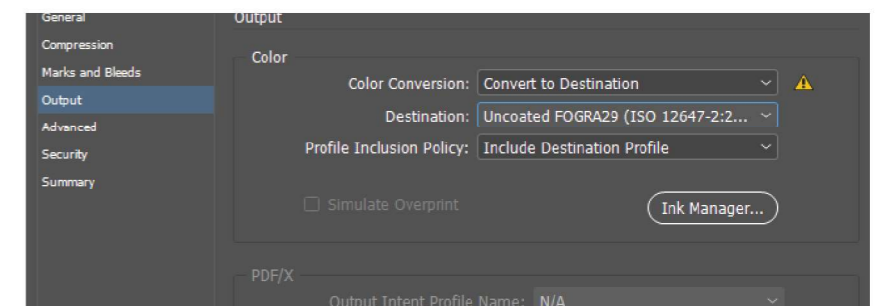 General
Output
Compression
Color
Marks and Bleeds
Color Conversion: Convert to Destination
Output
Destination: Uncoated FOGRA29 (ISO 12647-2:2...
Advanced
Profile Inclusion Policy: Include Destination Profile
Security
Summary
Simulate Overprint
Ink Manager...
PDF/X
Output Intent Profile Name: N/A